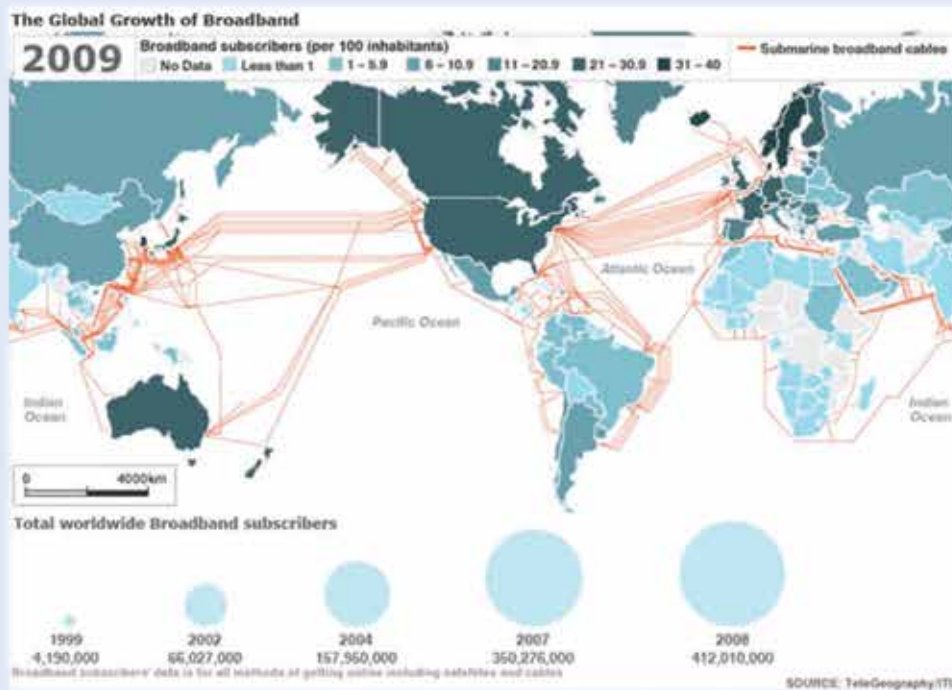 The Global Growth of Broadband
2009
Broadband subscribers (per 100 inhabitants)
No Data Less than 1 1 – 5.9 6 – 10.9 11 – 20.9 21 – 30.9 31 – 40
Submarine broadband cables
Atlantic Ocean
Pacific Ocean
Indian
Ocean
Indian
Ocean
0 4000km
Total worldwide Broadband subscribers
1999 2002 2004 2007 2008
4,190,000 66,027,000 157,950,000 350,276,000 412,010,000
Broadband subscribers' data is for all methods of getting online including satellites and cables
SOURCE: TeleGeography/ITU